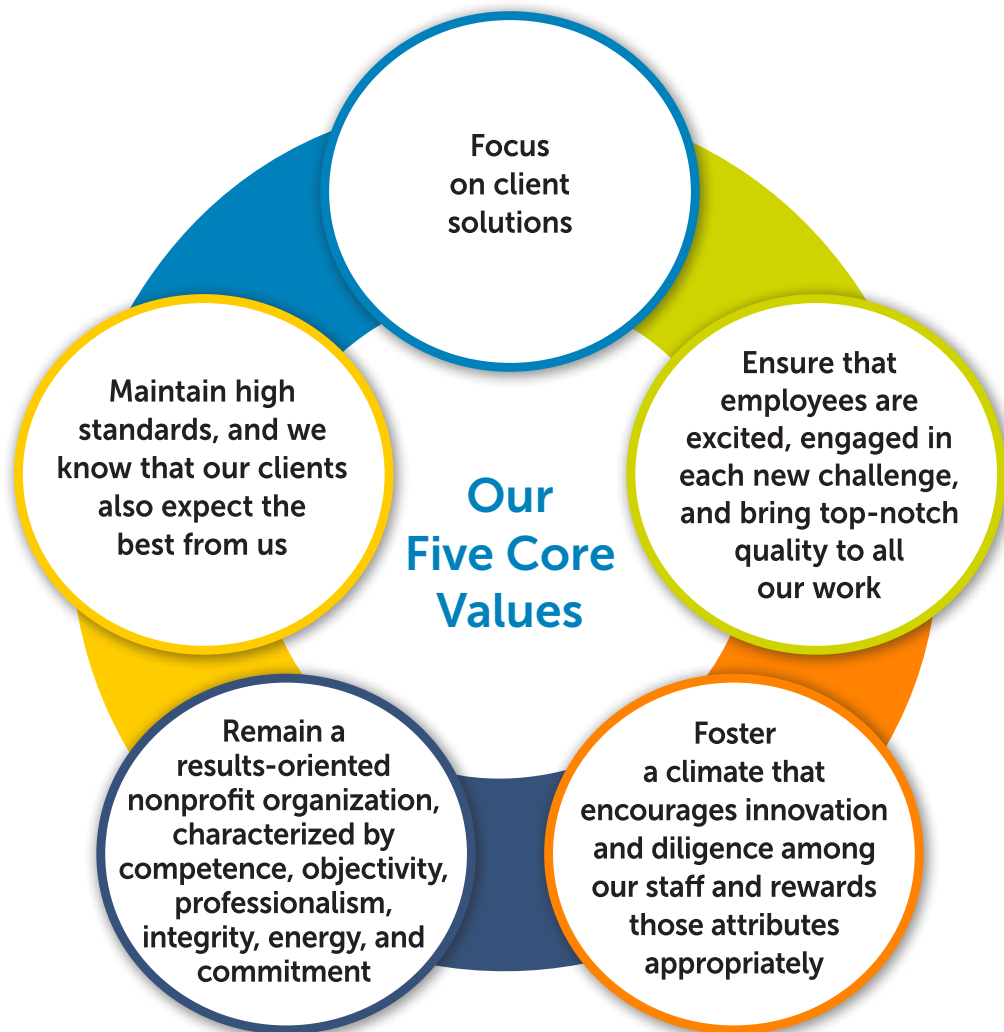 Focus
on client
solutions
Ensure that
employees are
excited, engaged in
each new challenge,
and bring top-notch
quality to all
our work
Foster
a climate that
encourages innovation
and diligence among
our staff and rewards
those attributes
appropriately
Remain a
results-oriented
nonprofit organization,
characterized by
competence, objectivity,
professionalism,
integrity, energy, and
commitment
Maintain high
standards, and we
know that our clients
also expect the
best from us
Our
Five Core
Values